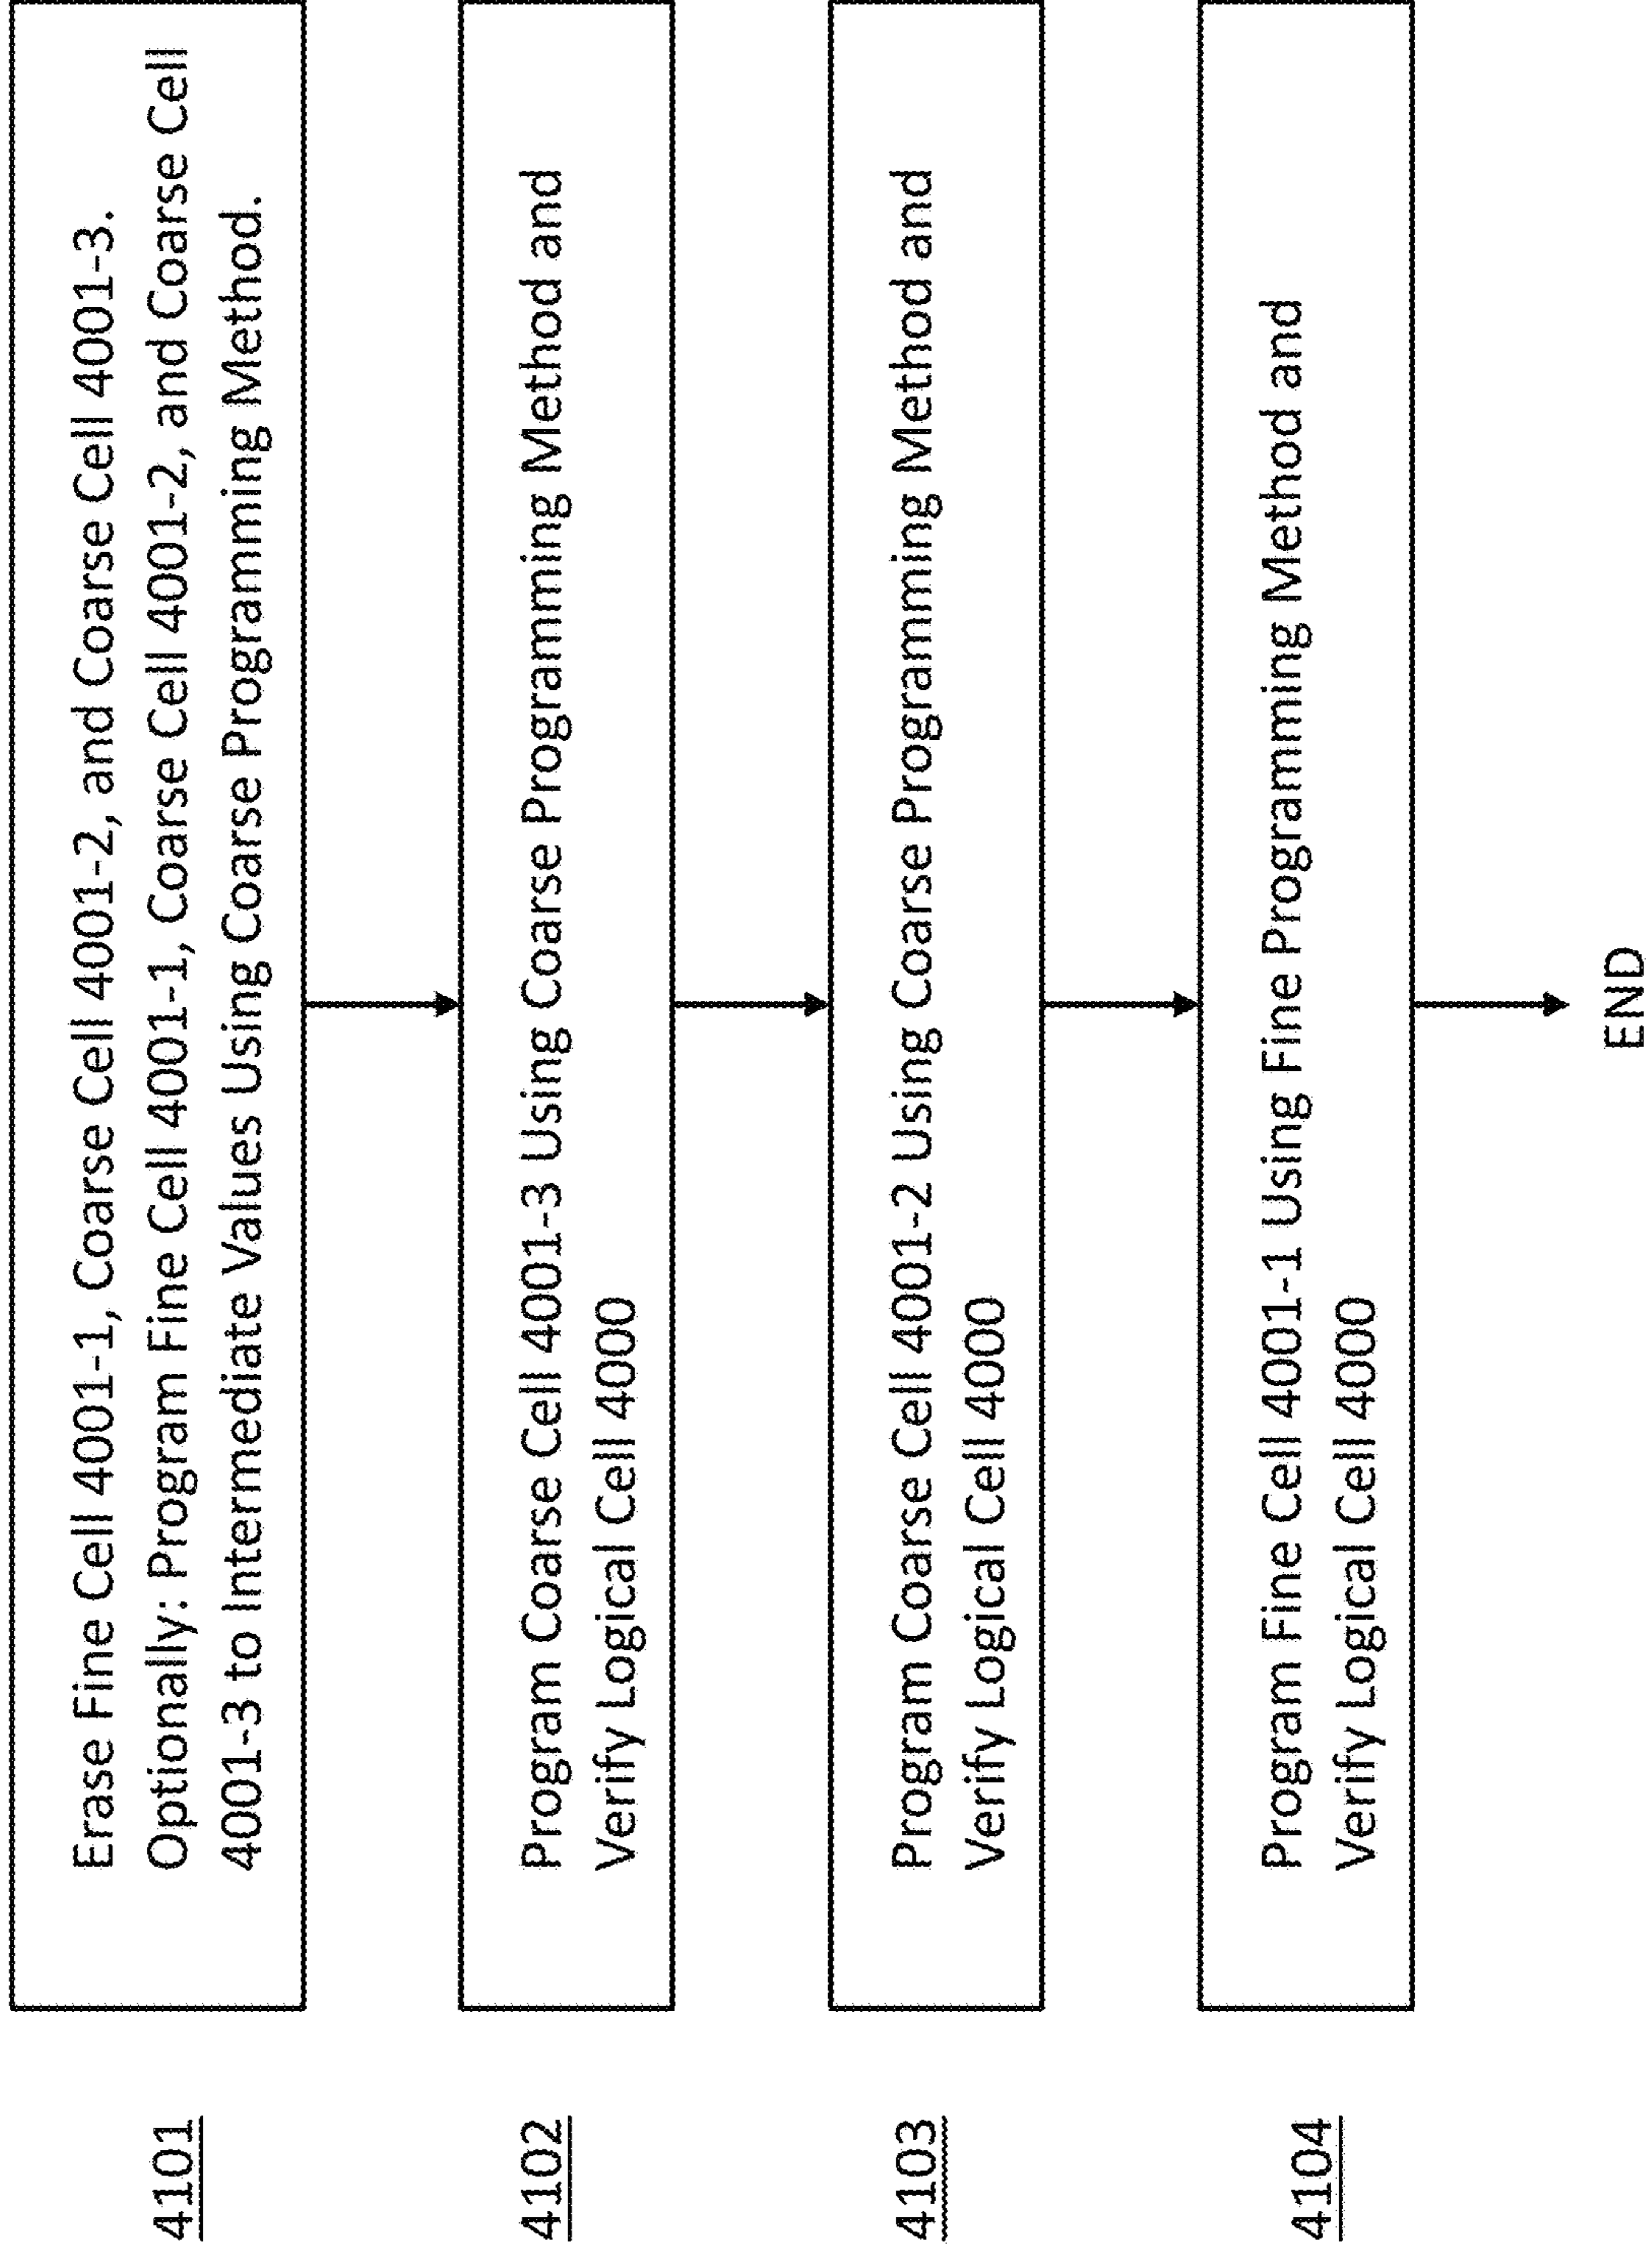 4101
Erase Fine Cell 4001-1, Coarse Cell 4001-2, and Coarse Cell 4001-3.
Optionally: Program Fine Cell 4001-1, Coarse Cell 4001-2, and Coarse Cell
4001-3 to Intermediate Values Using Coarse Programming Method.
4102
Program Coarse Cell 4001-3 Using Coarse Programming Method and
Verify Logical Cell 4000
4103
Program Coarse Cell 4001-2 Using Coarse Programming Method and
Verify Logical Cell 4000
4104
Program Fine Cell 4001-1 Using Fine Programming Method and
Verify Logical Cell 4000
END